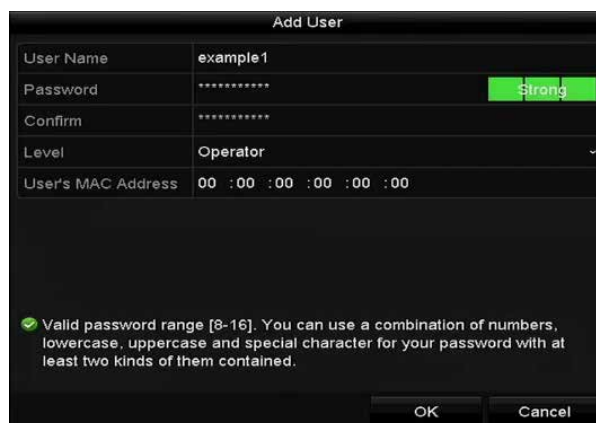 Add User
User Name example1
Password *********** Strong
Confirm ***********
Level Operator
User's MAC Address 00 :00 :00 :00 :00 :00
Valid password range [8-16]. You can use a combination of numbers,
lowercase, uppercase and special character for your password with at
least two kinds of them contained.
OK Cancel